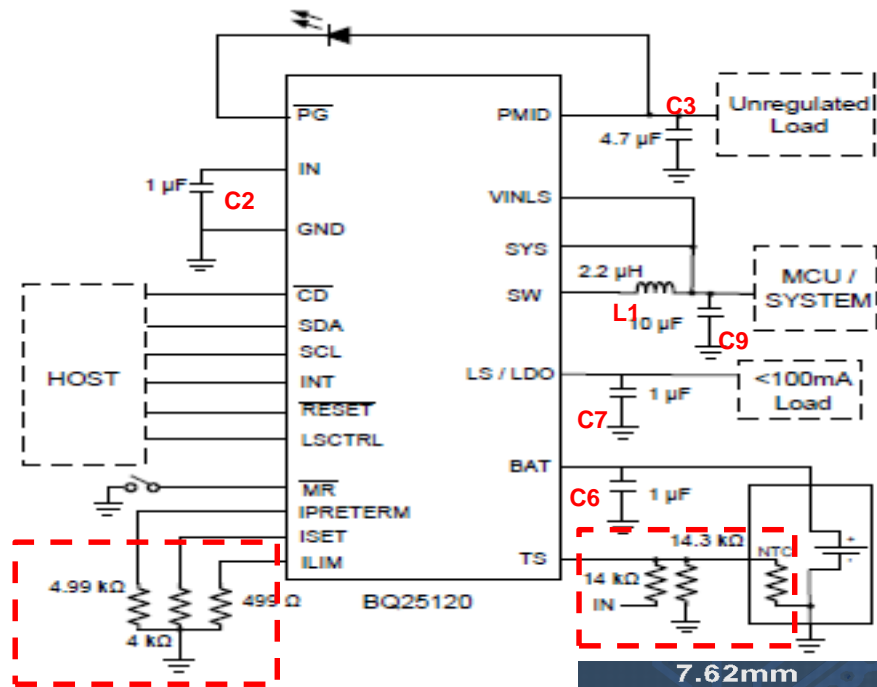 PG
PMID
C3
Unregulated
Load
4.7 µF
IN
1 µF
C2
VINLS
GND
SYS
2.2 µH
MCU /
SYSTEM
CD
SW
L1
10 µF
C9
SDA
SCL
HOST
INT
LS / LDO
<100mA
Load
RESET
1 µF
LSCTRL
C7
BAT
MR
C6
1 µF
IPRETERM
ISET
14.3 kΩ
NTC
+
-
ILIM
TS
4.99 kΩ
499 Ω
14 kΩ
IN
BQ25120
4 kΩ
7.62mm